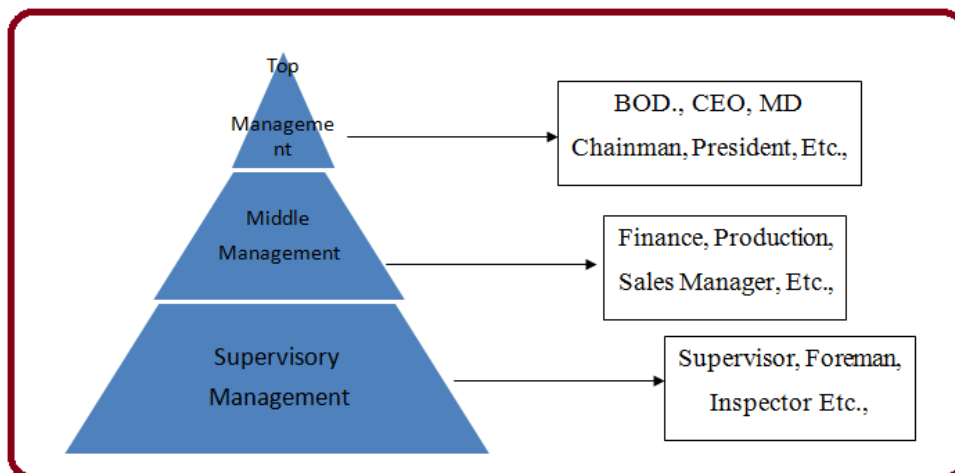 Top
Manageme
nt
BOD., CEO, MD
Chainman, President, Etc.,
Middle
Management
Finance, Production,
Sales Manager, Etc.,
Supervisory
Management
Supervisor, Foreman,
Inspector Etc.,